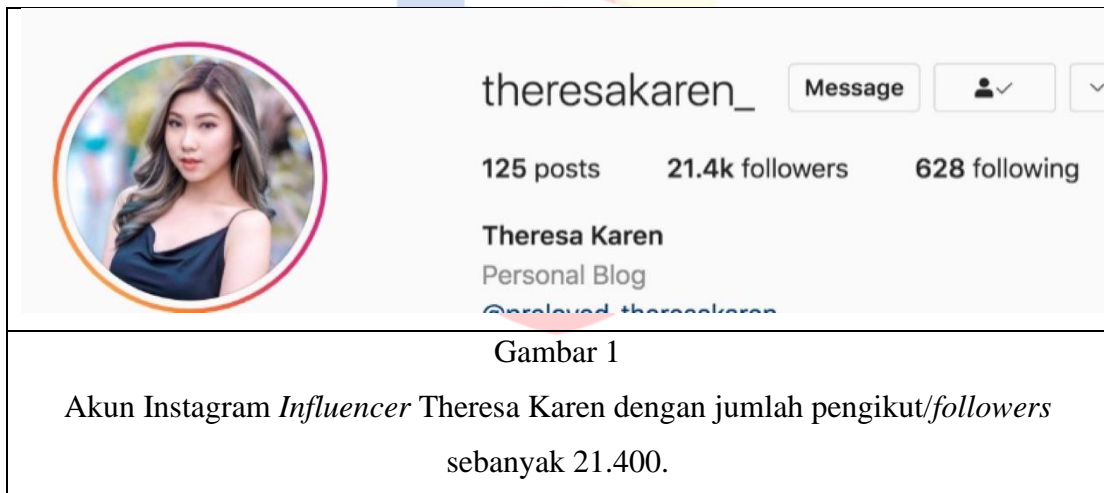 theresakaren_ Message
125 posts 21.4k followers 628 following
Theresa Karen
Personal Blog
@preloved_theresakaren
Gambar 1
Akun Instagram Influencer Theresa Karen dengan jumlah pengikut/followers
sebanyak 21.400.